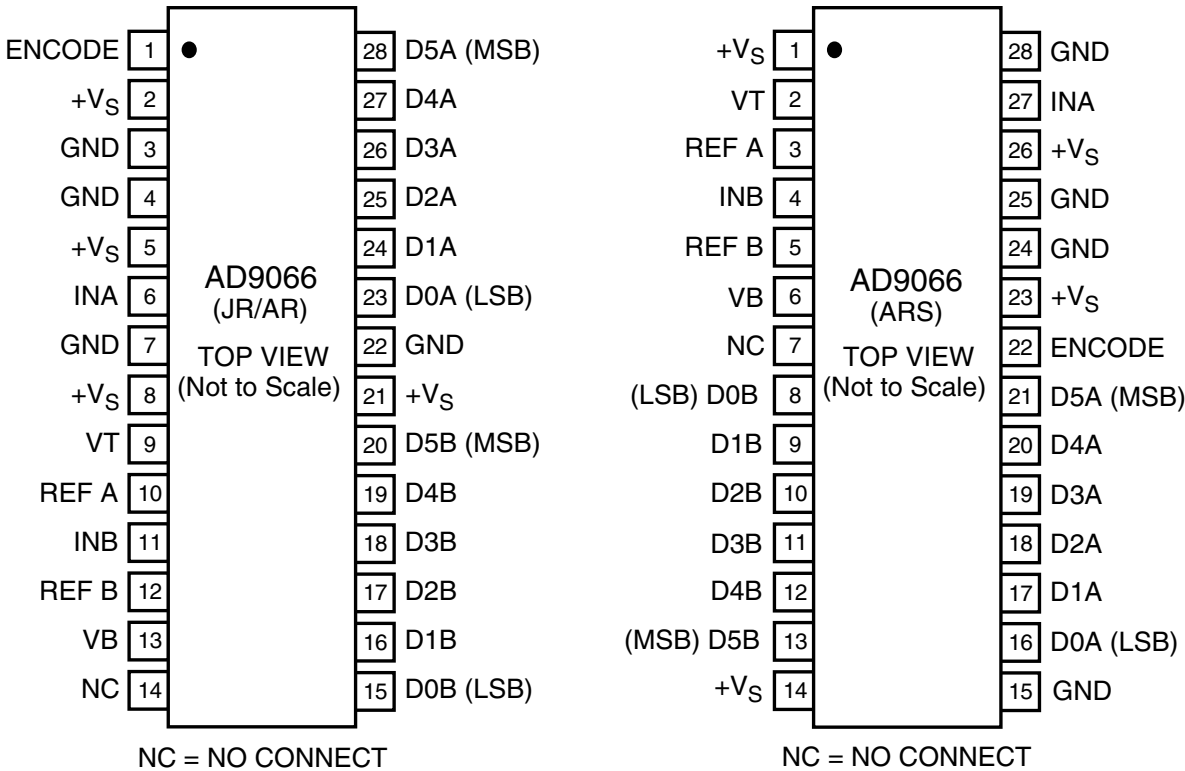 ENCODE 1 28 D5A (MSB)
+VS 2 27 D4A
GND 3 26 D3A
GND 4 25 D2A
+VS 5 24 D1A
INA 6 23 D0A (LSB)
GND 7 22 GND
+VS 8 21 +VS
VT 9 20 D5B (MSB)
REF A 10 19 D4B
INB 11 18 D3B
REF B 12 17 D2B
VB 13 16 D1B
NC 14 15 D0B (LSB)
AD9066
(JR/AR)
TOP VIEW
(Not to Scale)
NC = NO CONNECT
+VS 1 28 GND
VT 2 27 INA
REF A 3 26 +VS
INB 4 25 GND
REF B 5 24 GND
VB 6 23 +VS
NC 7 22 ENCODE
(LSB) D0B 8 21 D5A (MSB)
D1B 9 20 D4A
D2B 10 19 D3A
D3B 11 18 D2A
D4B 12 17 D1A
(MSB) D5B 13 16 D0A (LSB)
+VS 14 15 GND
AD9066
(ARS)
TOP VIEW
(Not to Scale)
NC = NO CONNECT